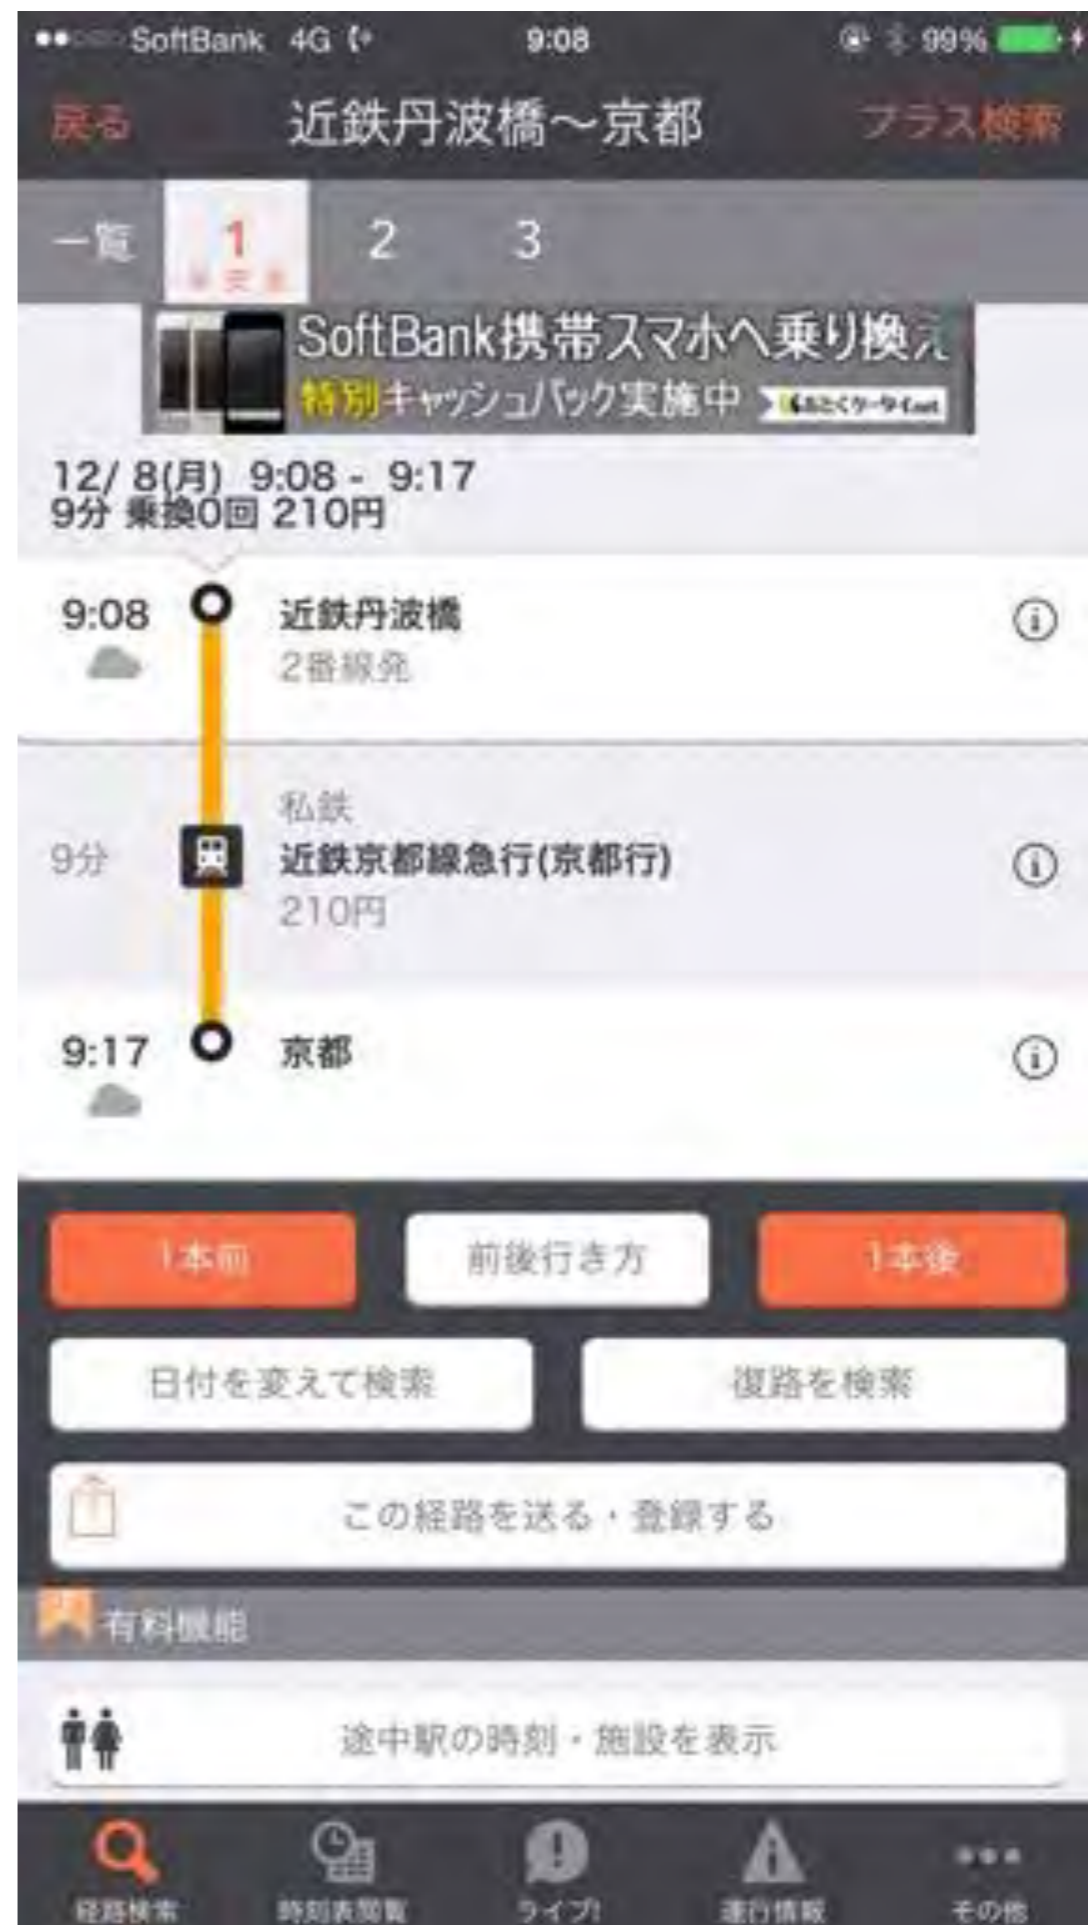 SoftBank 4G 9:08 99%
戻る 近鉄丹波橋〜京都 プラス検索
一覧 1 2 3
SoftBank携帯スマホへ乗り換え
特別キャッシュバック実施中 おとくケータイ.net
12/ 8(月) 9:08 - 9:17
9分 乗換0回 210円
9:08 近鉄丹波橋
2番線発
私鉄
9分 近鉄京都線急行(京都行)
210円
9:17 京都
1本前 前後行き方 1本後
日付を変えて検索 復路を検索
この経路を送る・登録する
有料機能
途中駅の時刻・施設を表示
経路検索 時刻表閲覧 ライブ! 運行情報 その他